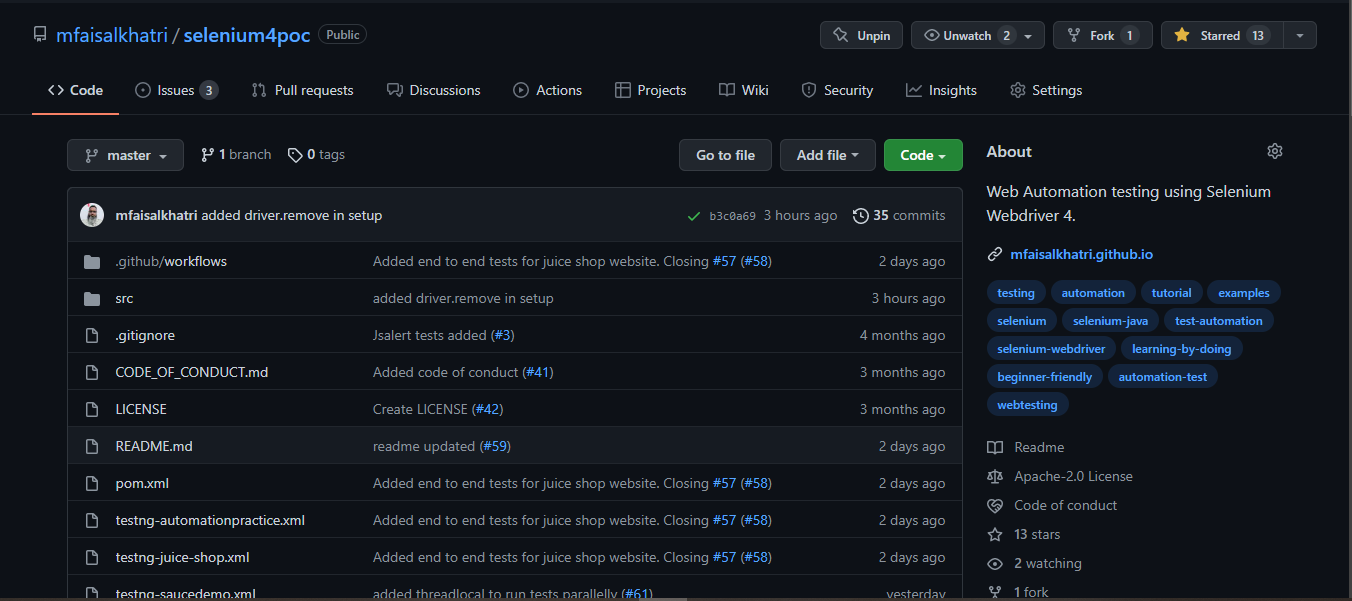 mfaisalkhatri / selenium4poc Public
Unpin Unwatch 2 Fork 1 Starred 13
Code Issues 3 Pull requests Discussions Actions Projects Wiki Security Insights Settings
master 1 branch 0 tags Go to file Add file Code
mfaisalkhatri added driver.remove in setup b3c0a69 3 hours ago 35 commits
.github/workflows Added end to end tests for juice shop website. Closing #57 (#58) 2 days ago
src added driver.remove in setup 3 hours ago
.gitignore Jsalert tests added (#3) 4 months ago
CODE_OF_CONDUCT.md Added code of conduct (#41) 3 months ago
LICENSE Create LICENSE (#42) 3 months ago
README.md readme updated (#59) 2 days ago
pom.xml Added end to end tests for juice shop website. Closing #57 (#58) 2 days ago
testng-automationpractice.xml Added end to end tests for juice shop website. Closing #57 (#58) 2 days ago
testng-juice-shop.xml Added end to end tests for juice shop website. Closing #57 (#58) 2 days ago
testng-saucedemo.xml added threadlocal to run tests parallelly (#61) yesterday
About
Web Automation testing using Selenium
Webdriver 4.
mfaisalkhatri.github.io
testing automation tutorial examples
selenium selenium-java test-automation
selenium-webdriver learning-by-doing
beginner-friendly automation-test
webtesting
Readme
Apache-2.0 License
Code of conduct
13 stars
2 watching
1 fork